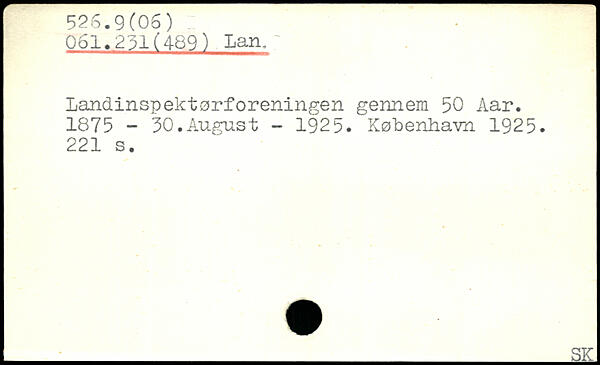 526.9(06)
061.231(489) Lan.
Landinspektørforeningen gennem 50 Aar.
1875 - 30.August - 1925. København 1925.
221 s.
SK